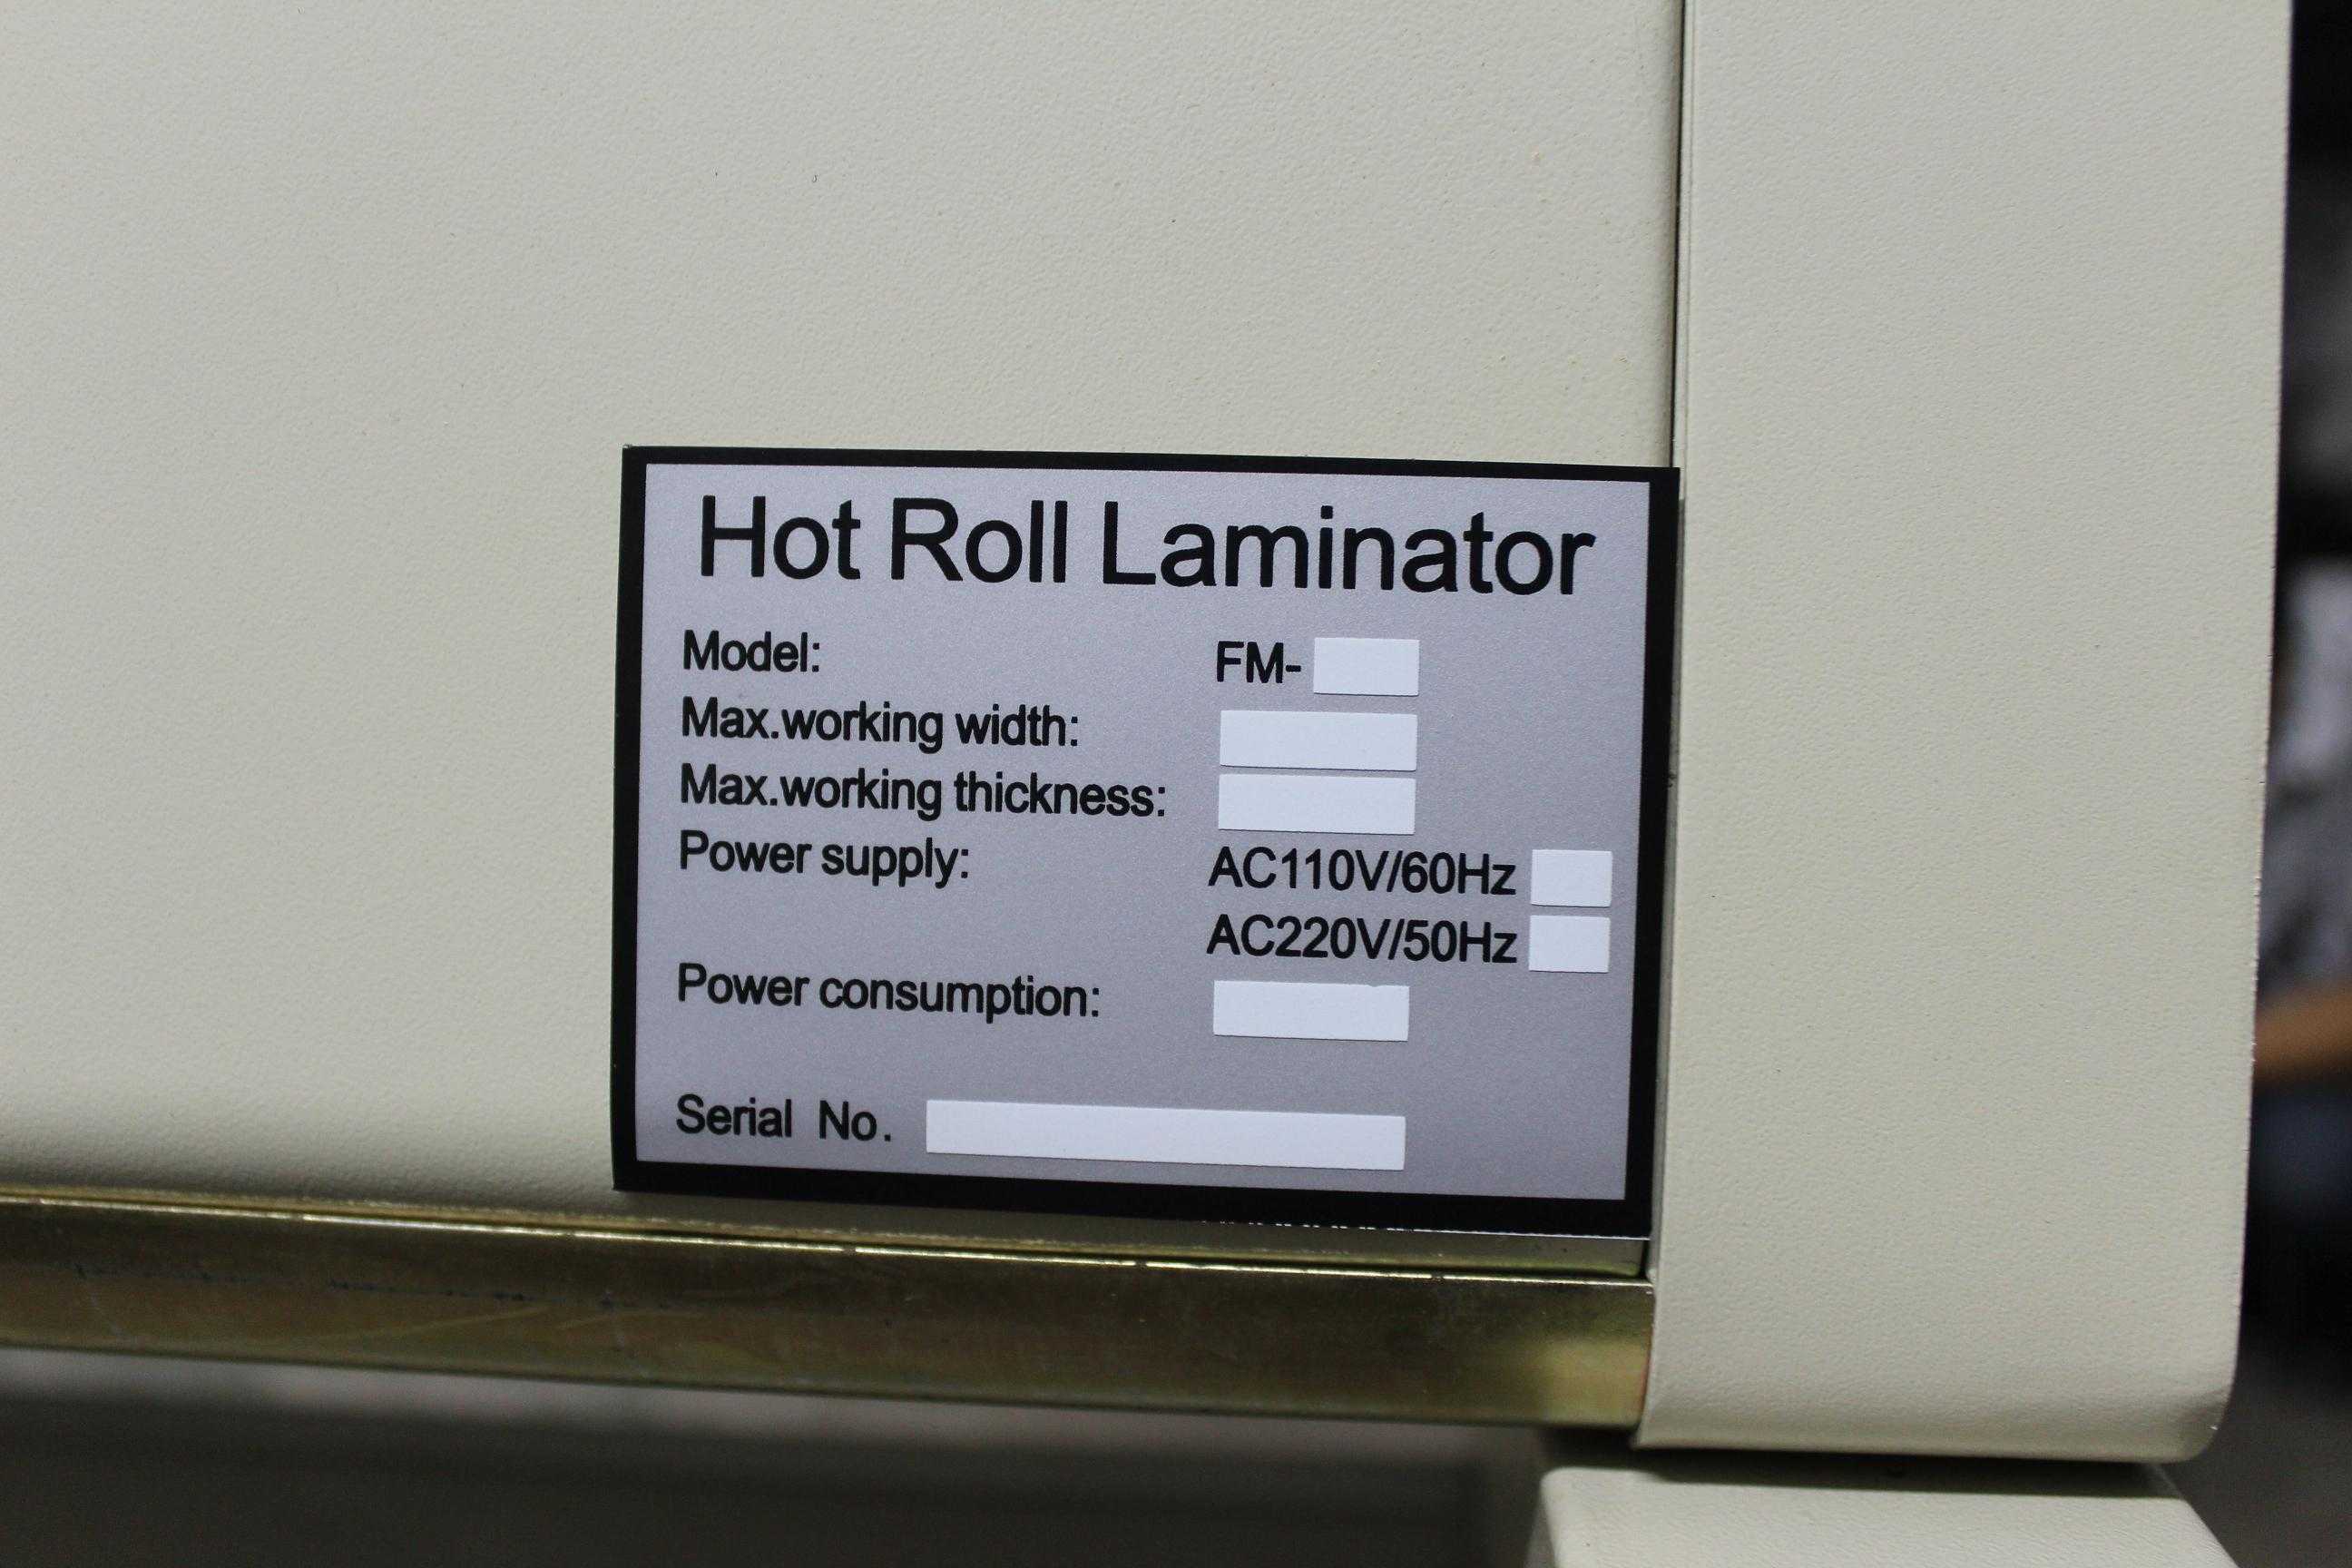 Hot Roll Laminator
Model: FM-
Max.working width:
Max.working thickness:
Power supply: AC110V/60Hz
AC220V/50Hz
Power consumption:
Serial No.